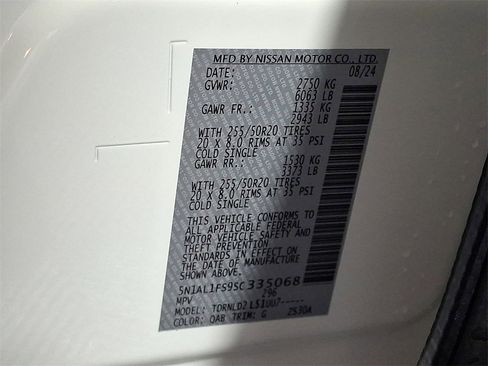 MFD BY NISSAN MOTOR CO., LTD.
DATE: 08/24
GVWR: 2750 KG
6063 LB
GAWR FR.: 1335 KG
2943 LB
WITH 255/50R20 TIRES
20 X 8.0 RIMS AT 35 PSI
COLD SINGLE
GAWR RR.: 1530 KG
3373 LB
WITH 255/50R20 TIRES
20 X 8.0 RIMS AT 35 PSI
COLD SINGLE
THIS VEHICLE CONFORMS TO
ALL APPLICABLE FEDERAL
MOTOR VEHICLE SAFETY AND
THEFT PREVENTION
STANDARDS IN EFFECT ON
THE DATE OF MANUFACTURE
SHOWN ABOVE.
5N1AL1FS9SC335068
MPV 296
MODEL: TDRNLD2 L51UU7-----
COLOR: QAB TRIM: G 2S30A